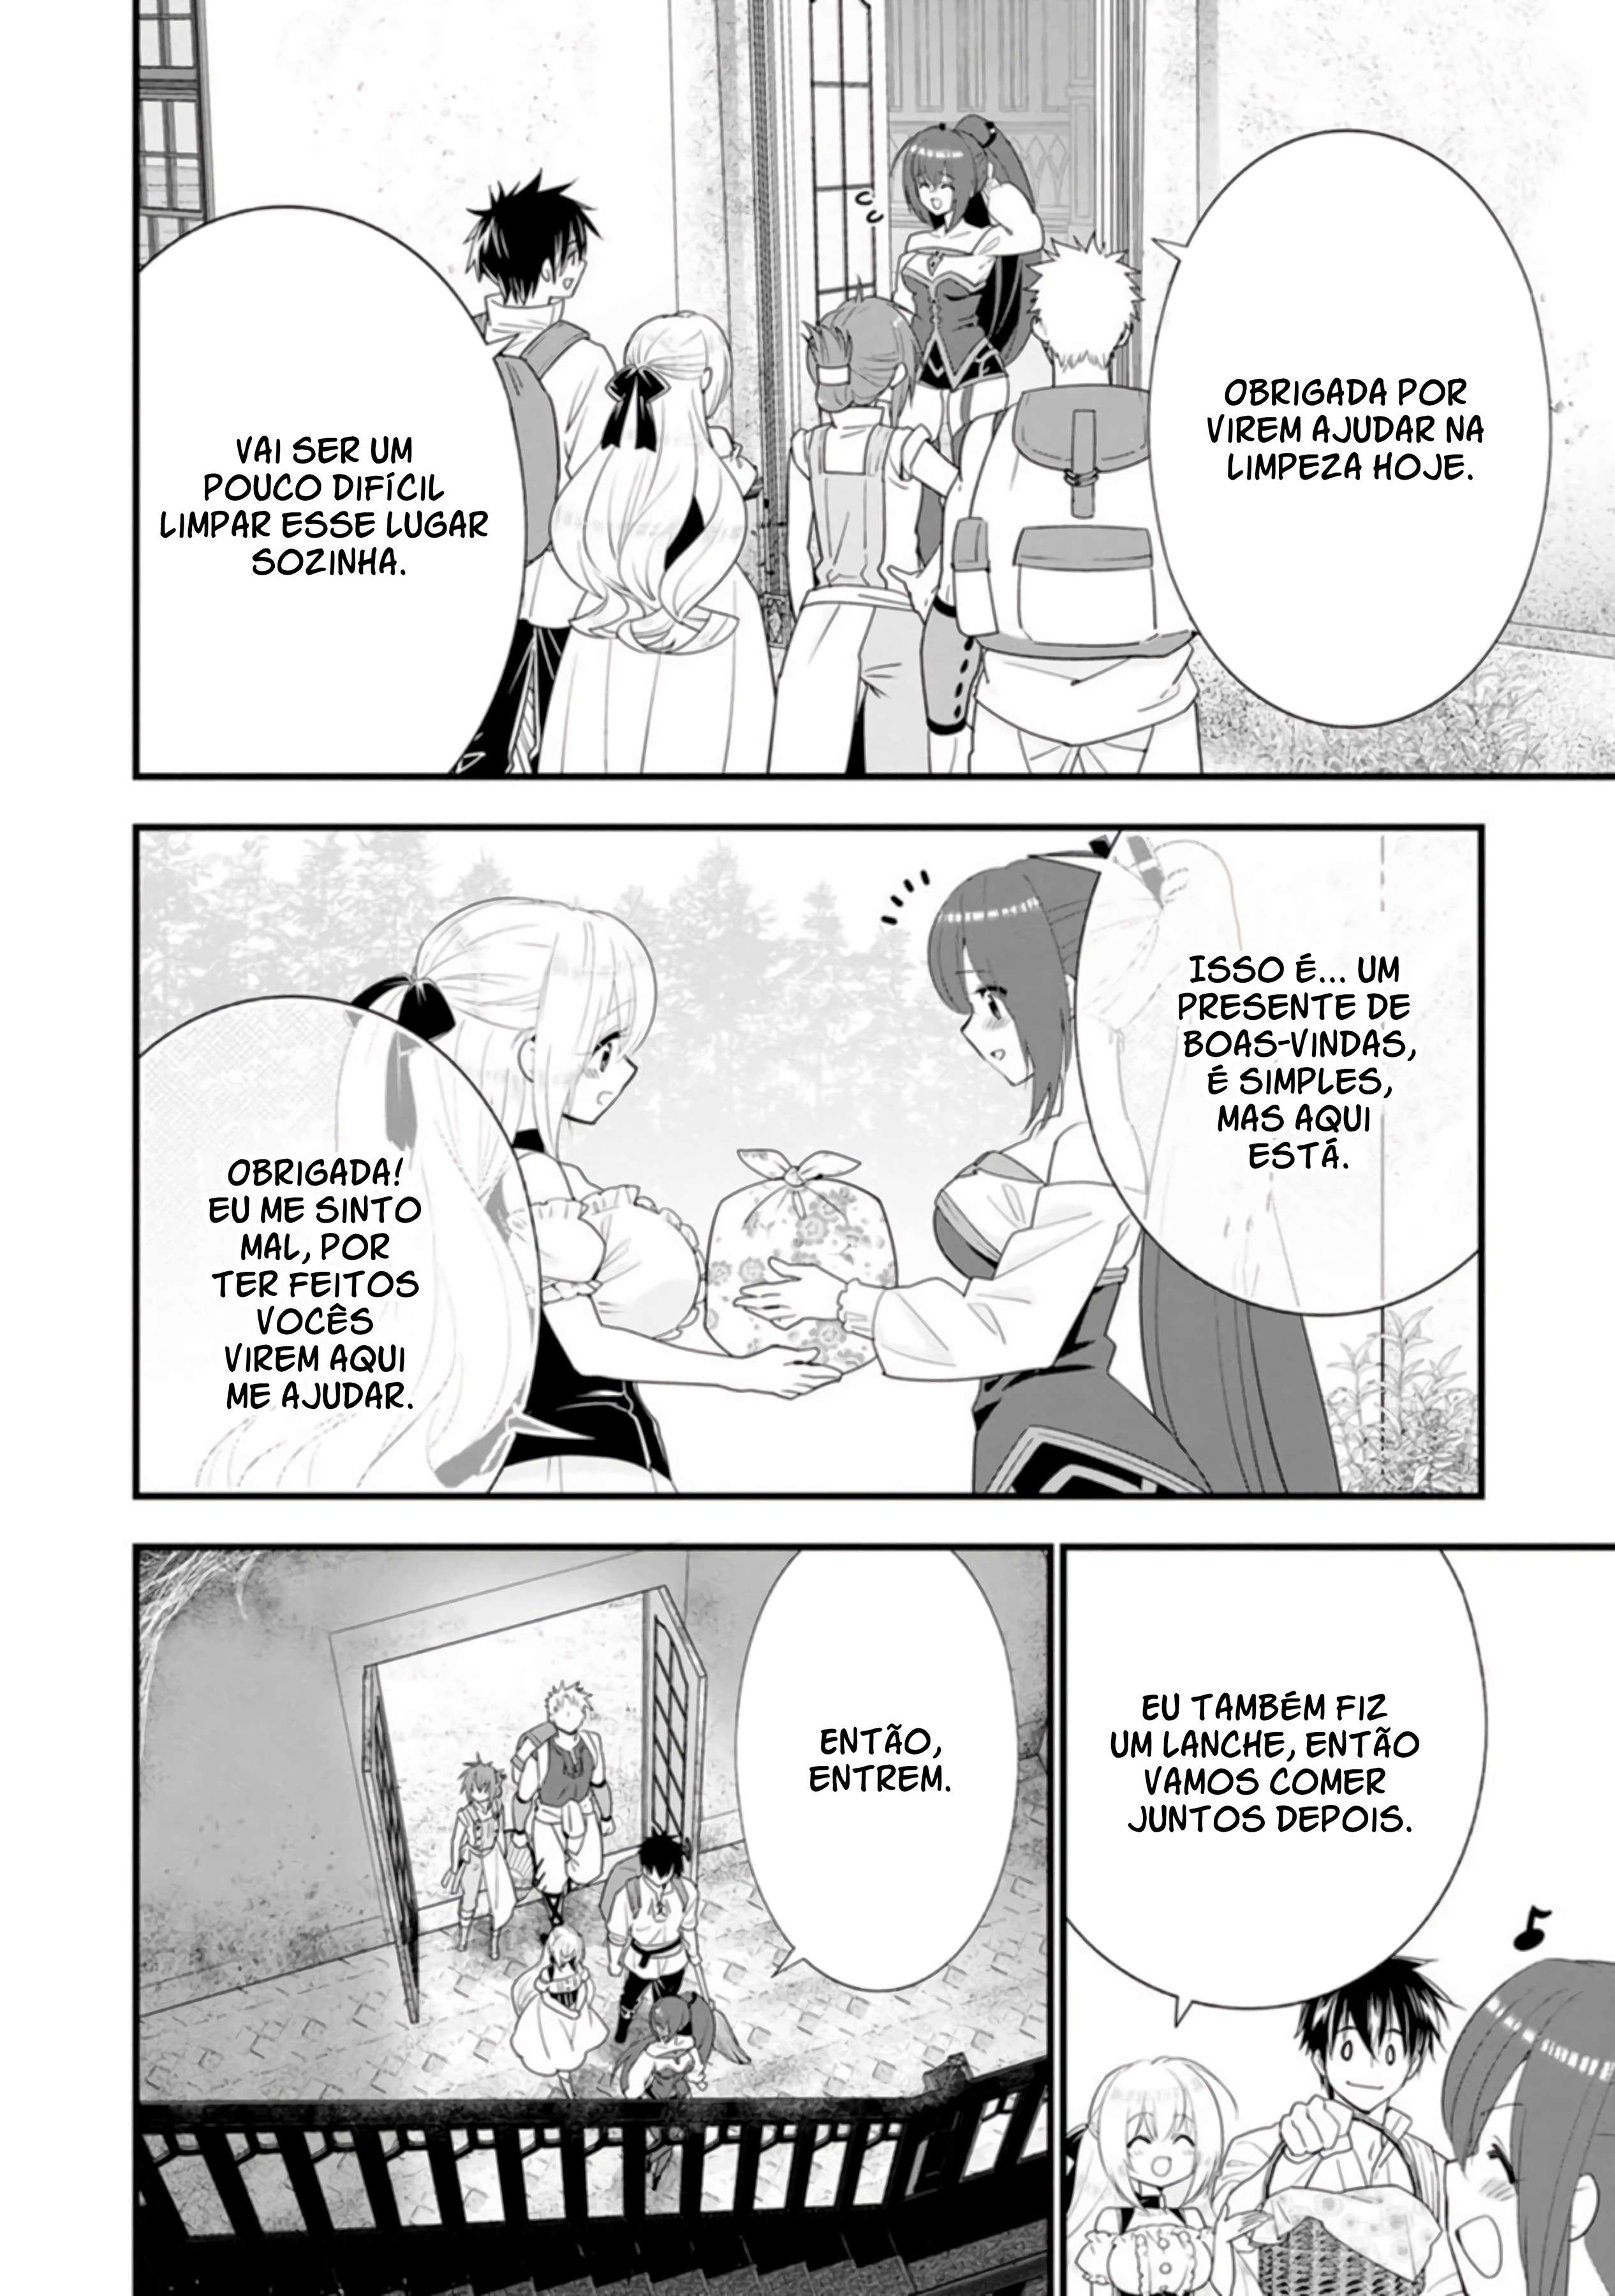 OBRIGADA POR
VIREM AJUDAR NA
LIMPEZA HOJE.
VAI SER UM
POUCO DIFÍCIL
LIMPAR ESSE LUGAR
SOZINHA.
ISSO É... UM
PRESENTE DE
BOAS-VINDAS,
É SIMPLES,
MAS AQUI
ESTÁ.
OBRIGADA!
EU ME SINTO
MAL, POR
TER FEITOS
VOCÊS
VIREM AQUI
ME AJUDAR.
EU TAMBÉM FIZ
UM LANCHE, ENTÃO
VAMOS COMER
JUNTOS DEPOIS.
ENTÃO,
ENTREM.